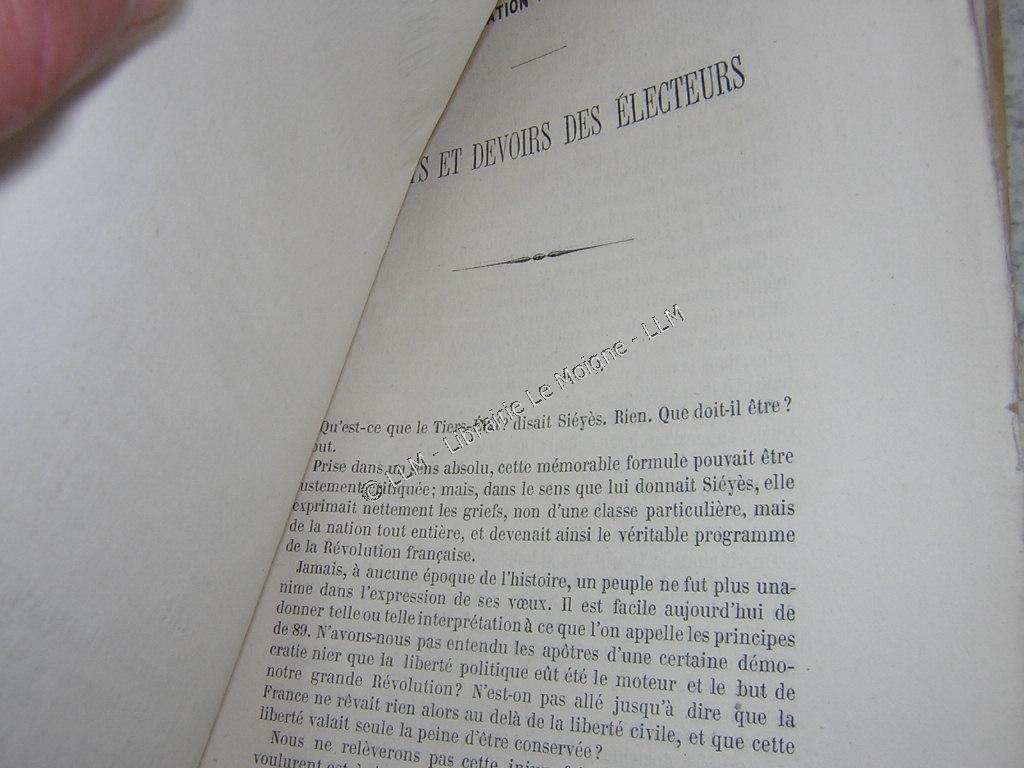 ATION
ET DEVOIRS DES ÉLECTEURS
© LLM - Librairie Le Moigne - LLM
Qu'est-ce que le Tiers-État? disait Siéyès. Rien. Que doit-il être?
out.
Prise dans un sens absolu, cette mémorable formule pouvait être
ustement critiquée; mais, dans le sens que lui donnait Siéyès, elle
exprimait nettement les griefs, non d'une classe particulière, mais
de la nation tout entière, et devenait ainsi le véritable programme
de la Révolution française.
Jamais, à aucune époque de l'histoire, un peuple ne fut plus una-
nime dans l'expression de ses vœux. Il est facile aujourd'hui de
donner telle ou telle interprétation à ce que l'on appelle les principes
de 89. N'avons-nous pas entendu les apôtres d'une certaine démo-
cratie nier que la liberté politique eût été le moteur et le but de
notre grande Révolution? N'est-on pas allé jusqu'à dire que la
France ne rêvait rien alors au delà de la liberté civile, et que cette
liberté valait seule la peine d'être conservée?
Nous ne relèverons pas cette
voulurent